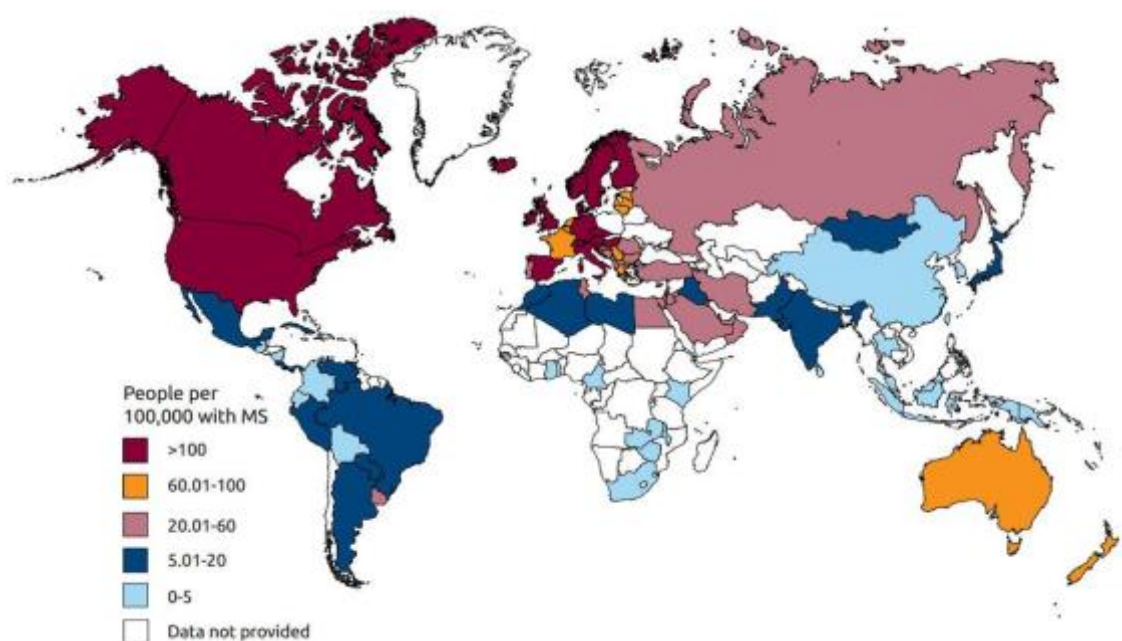 People per
100,000 with MS
>100
60.01-100
20.01-60
5.01-20
0-5
Data not provided